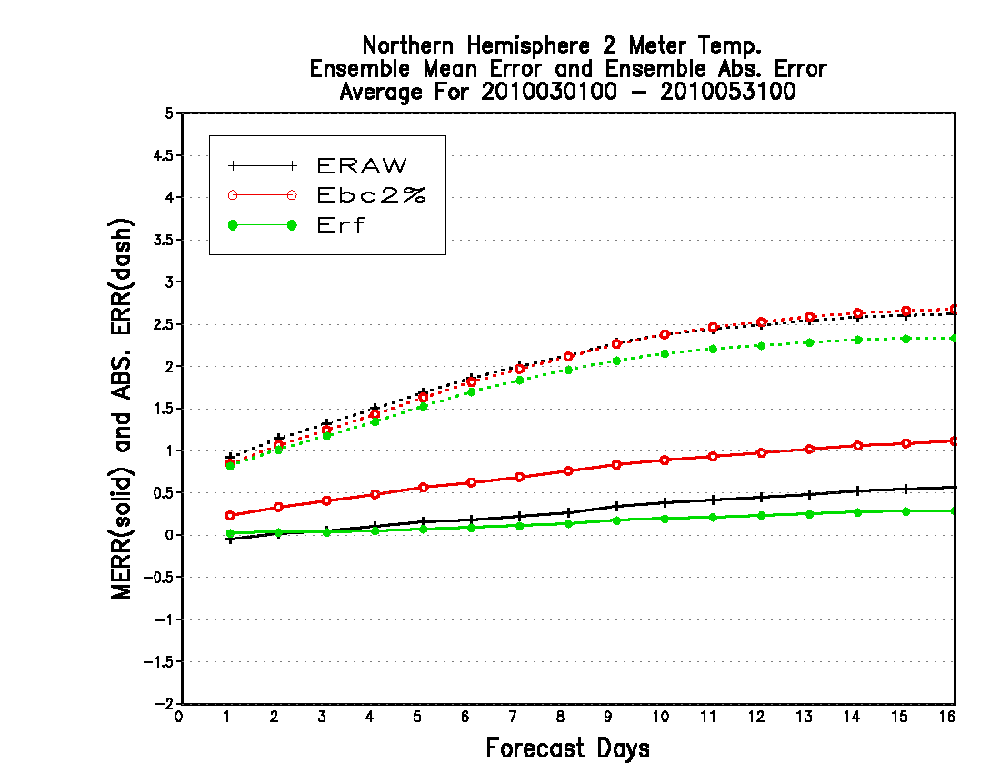 Northern Hemisphere 2 Meter Temp.
Ensemble Mean Error and Ensemble Abs. Error
Average For 2010030100 - 2010053100
ERAW
Ebc2%
Erf
MERR(solid) and ABS. ERR(dash)
5
4.5
4
3.5
3
2.5
2
1.5
1
0.5
0
-0.5
-1
-1.5
-2
0 1 2 3 4 5 6 7 8 9 10 11 12 13 14 15 16
Forecast Days